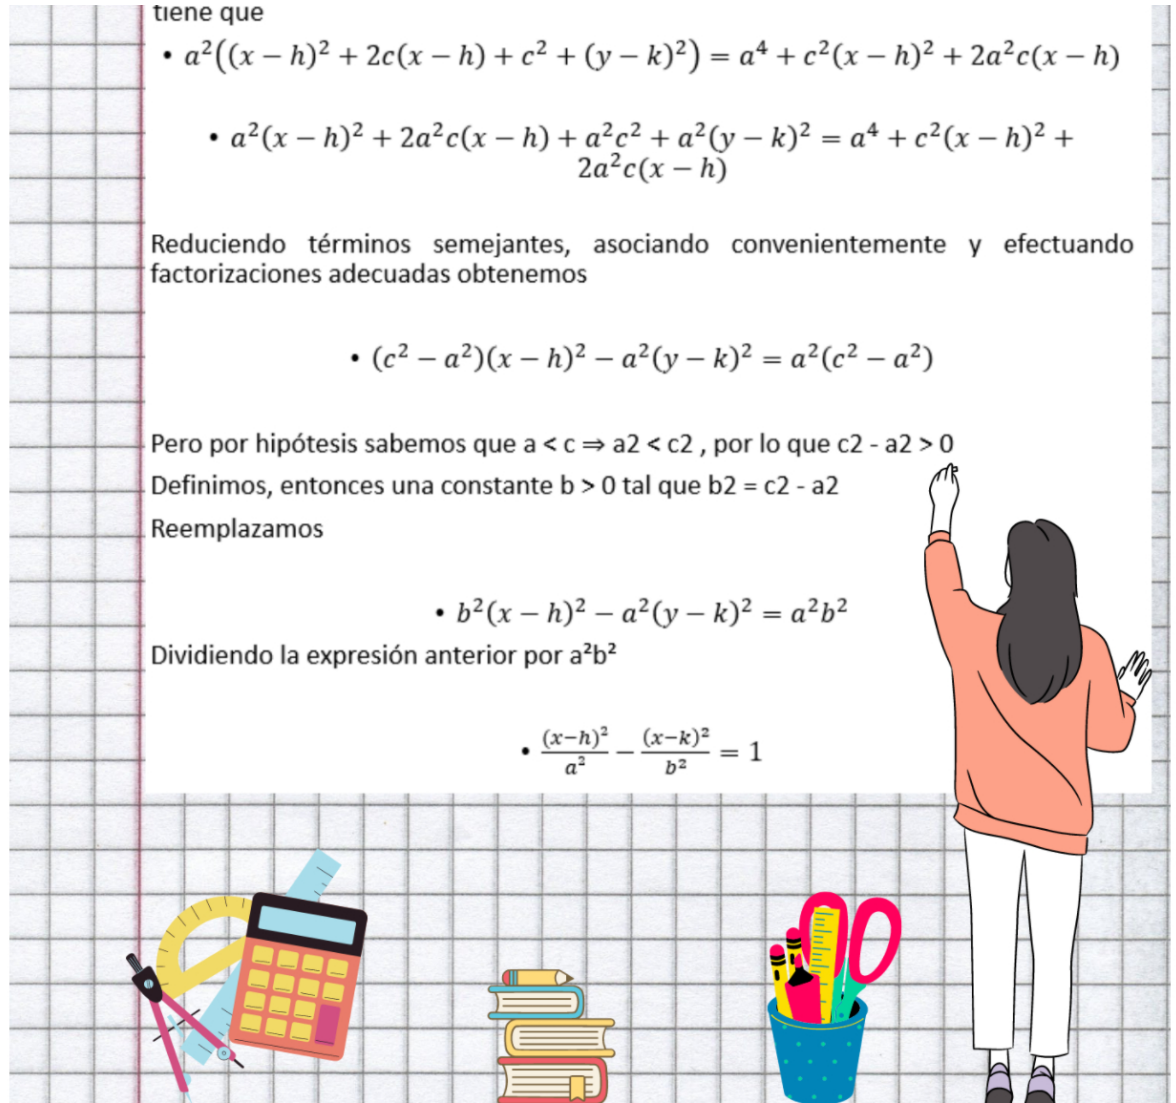 tiene que
• a²((x − h)² + 2c(x − h) + c² + (y − k)²) = a⁴ + c²(x − h)² + 2a²c(x − h)
• a²(x − h)² + 2a²c(x − h) + a²c² + a²(y − k)² = a⁴ + c²(x − h)² +
2a²c(x − h)
Reduciendo términos semejantes, asociando convenientemente y efectuando
factorizaciones adecuadas obtenemos
• (c² − a²)(x − h)² − a²(y − k)² = a²(c² − a²)
Pero por hipótesis sabemos que a < c ⇒ a2 < c2 , por lo que c2 - a2 > 0
Definimos, entonces una constante b > 0 tal que b2 = c2 - a2
Reemplazamos
• b²(x − h)² − a²(y − k)² = a²b²
Dividiendo la expresión anterior por a²b²
• (x−h)²/a² − (x−k)²/b² = 1